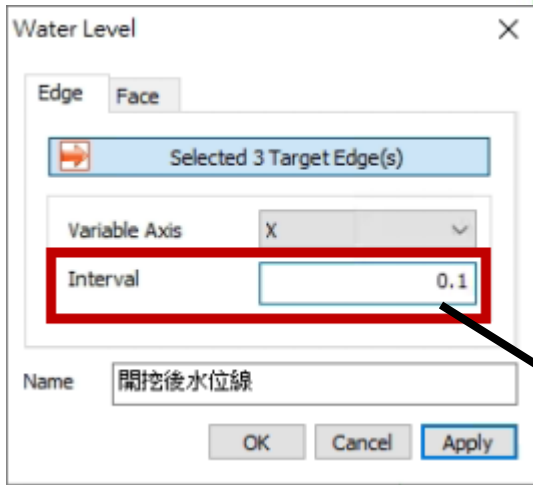 Water Level
Edge Face
Selected 3 Target Edge(s)
Variable Axis X
Interval 0.1
Name 開挖後水位線
OK Cancel Apply